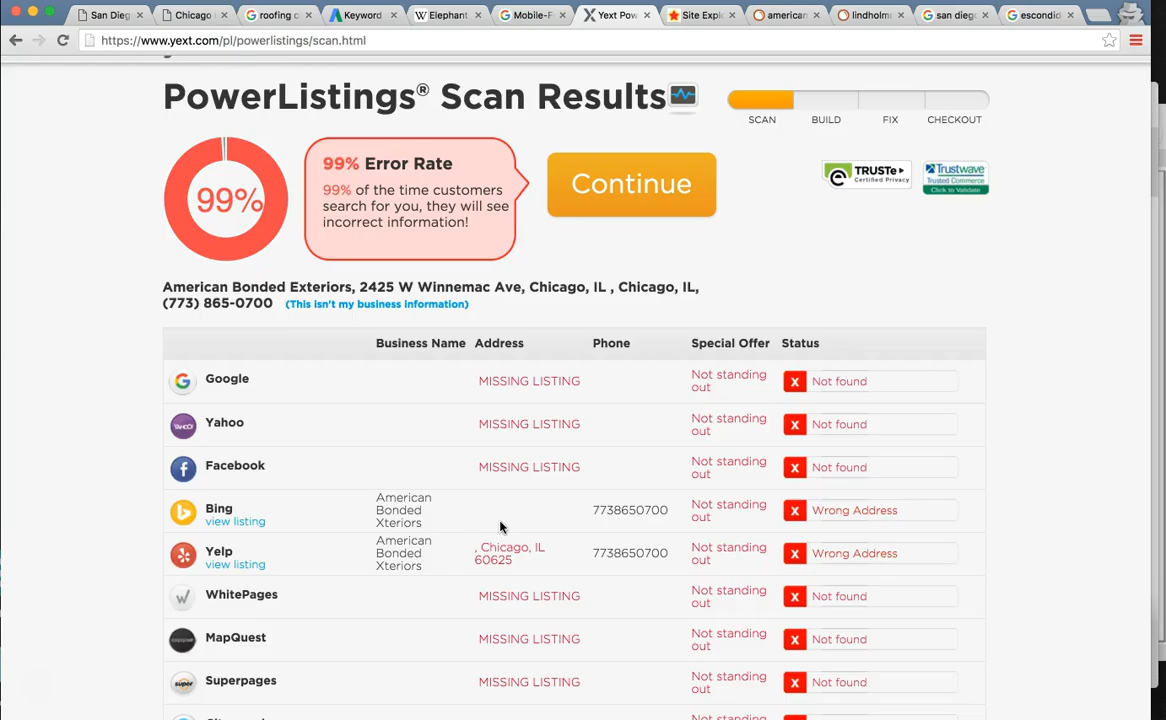 San Dieg
Chicago
roofing c
Keyword
Elephant
Mobile-F
Yext Pow
Site Expl
american
lindholm
san dieg
escondid
https://www.yext.com/pl/powerlistings/scan.html
PowerListings® Scan Results
SCAN BUILD FIX CHECKOUT
99%
99% Error Rate
99% of the time customers
search for you, they will see
incorrect information!
Continue
TRUSTe
Certified Privacy
Trustwave
Trusted Commerce
Click to Validate
American Bonded Exteriors, 2425 W Winnemac Ave, Chicago, IL , Chicago, IL,
(773) 865-0700 (This isn't my business information)
Business Name Address Phone Special Offer Status
Google MISSING LISTING Not standing out X Not found
Yahoo MISSING LISTING Not standing out X Not found
Facebook MISSING LISTING Not standing out X Not found
Bing view listing American Bonded Xteriors 7738650700 Not standing out X Wrong Address
Yelp view listing American Bonded Xteriors , Chicago, IL 60625 7738650700 Not standing out X Wrong Address
WhitePages MISSING LISTING Not standing out X Not found
MapQuest MISSING LISTING Not standing out X Not found
Superpages MISSING LISTING Not standing out X Not found
Not standing